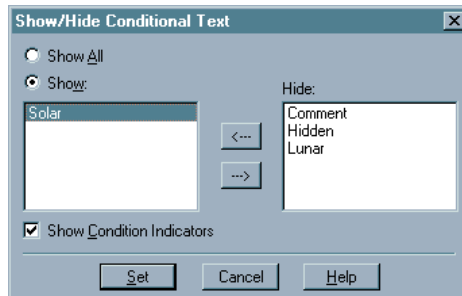 Show/Hide Conditional Text
Show All
Show:
Hide:
Solar
Comment
Hidden
Lunar
<---
--->
Show Condition Indicators
Set
Cancel
Help